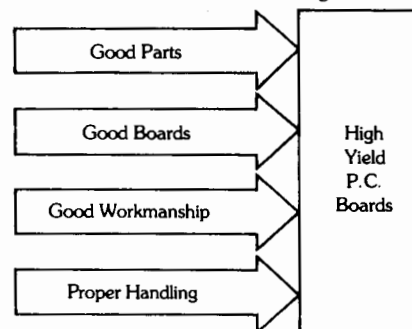 Good Parts
Good Boards
Good Workmanship
Proper Handling
High
Yield
P.C.
Boards